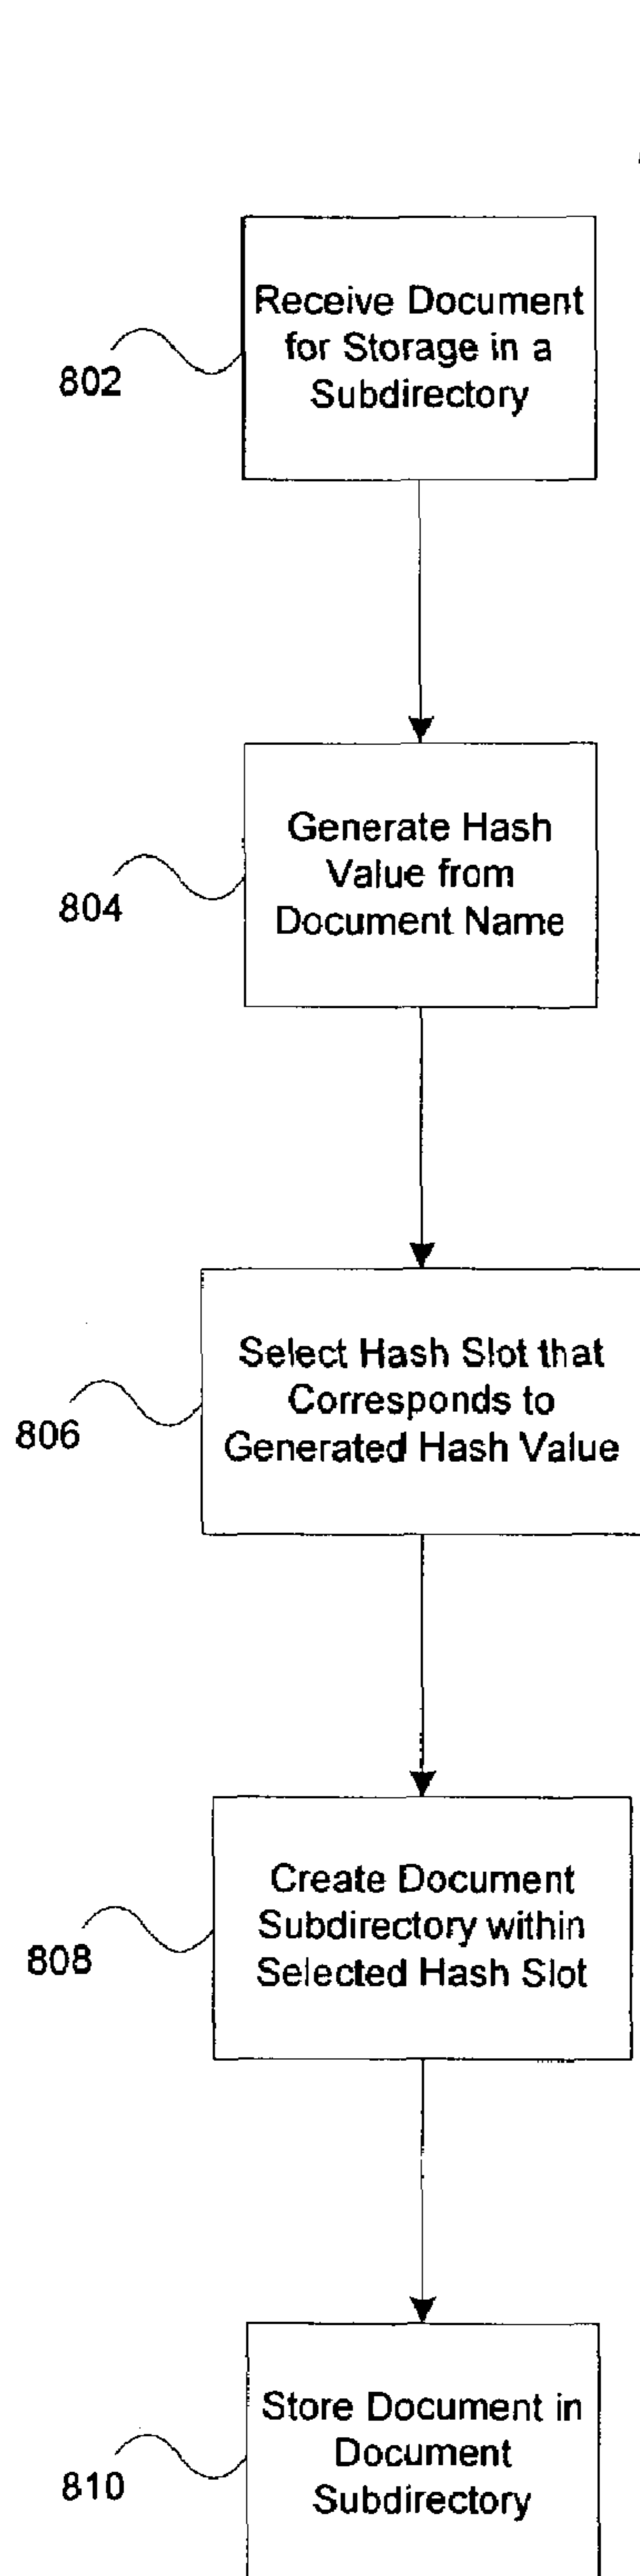 Receive Document
for Storage in a
Subdirectory
802
Generate Hash
Value from
Document Name
804
Select Hash Slot that
Corresponds to
Generated Hash Value
806
Create Document
Subdirectory within
Selected Hash Slot
808
Store Document in
Document
Subdirectory
810